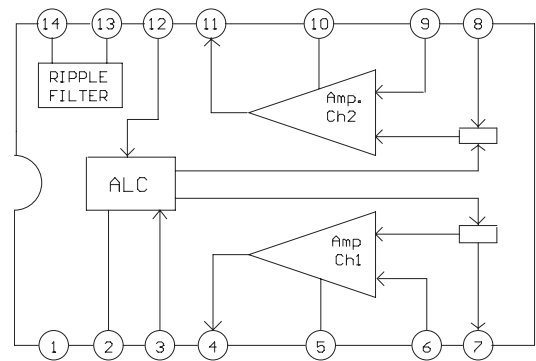 14 13 12 11 10 9 8
RIPPLE
FILTER
Amp.
Ch2
ALC
Amp
Ch1
1 2 3 4 5 6 7